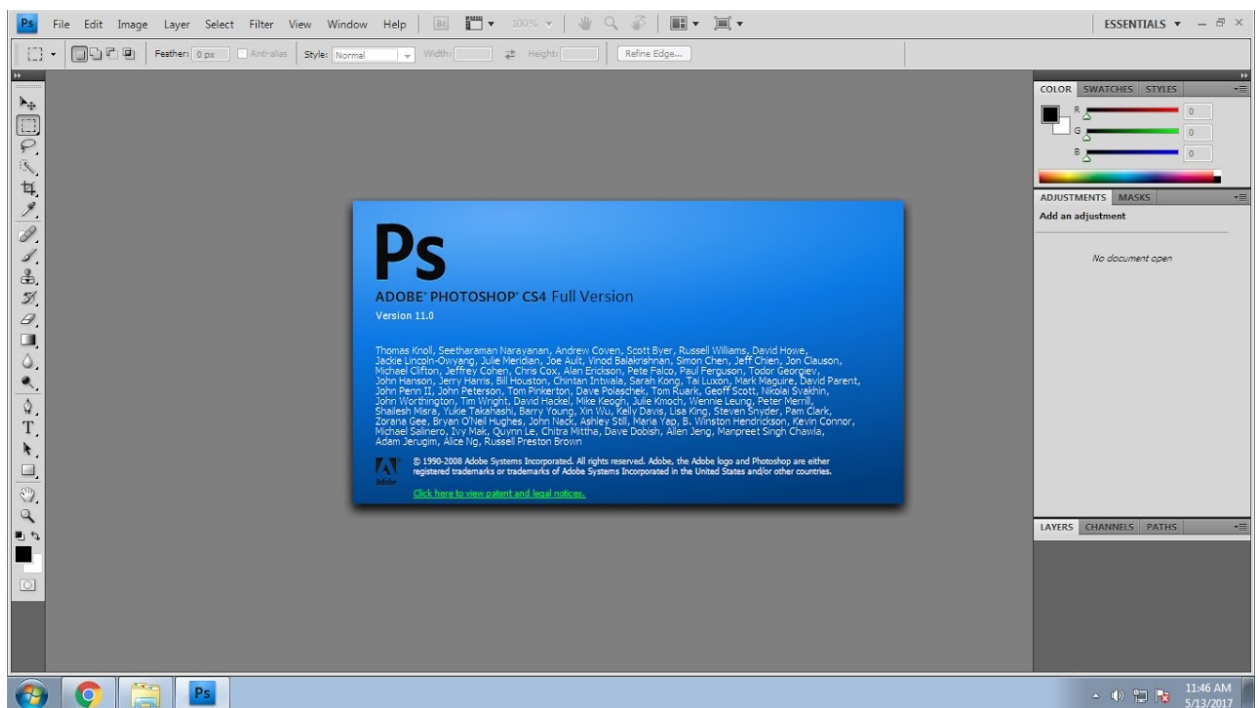 Ps File Edit Image Layer Select Filter View Window Help Br 100% ESSENTIALS
Feather: 0 px Anti-alias Style: Normal Width: Height: Refine Edge...
COLOR SWATCHES STYLES
R 0
G 0
B 0
ADJUSTMENTS MASKS
Add an adjustment
No document open
Ps
ADOBE® PHOTOSHOP® CS4 Full Version
Version 11.0
Thomas Knoll, Seetharaman Narayanan, Andrew Coven, Scott Byer, Russell Williams, David Howe,
Jackie Lincoln-Owyang, Julie Meridian, Joe Ault, Vinod Balakrishnan, Simon Chen, Jeff Chien, Jon Clauson,
Michael Clifton, Jeffrey Cohen, Chris Cox, Alan Erickson, Pete Falco, Paul Ferguson, Todor Georgiev,
John Hanson, Jerry Harris, Bill Houston, Chintan Intwala, Sarah Kong, Tai Luxon, Mark Maguire, David Parent,
John Penn II, John Peterson, Tom Pinkerton, Dave Polaschek, Tom Ruark, Geoff Scott, Nikolai Svakhin,
John Worthington, Tim Wright, David Hackel, Mike Keogh, Julie Kmoch, Wennie Leung, Peter Merrill,
Shailesh Misra, Yukie Takahashi, Barry Young, Xin Wu, Kelly Davis, Lisa King, Steven Snyder, Pam Clark,
Zorana Gee, Bryan O'Neil Hughes, John Nack, Ashley Still, Maria Yap, B. Winston Hendrickson, Kevin Connor,
Michael Salinero, Ivy Mak, Quynn Le, Chitra Mittha, Dave Dobish, Allen Jeng, Manpreet Singh Chawla,
Adam Jerugim, Alice Ng, Russell Preston Brown
© 1990-2008 Adobe Systems Incorporated. All rights reserved. Adobe, the Adobe logo and Photoshop are either
registered trademarks or trademarks of Adobe Systems Incorporated in the United States and/or other countries.
Adobe
Click here to view patent and legal notices.
LAYERS CHANNELS PATHS
T
Ps
11:46 AM
5/13/2017